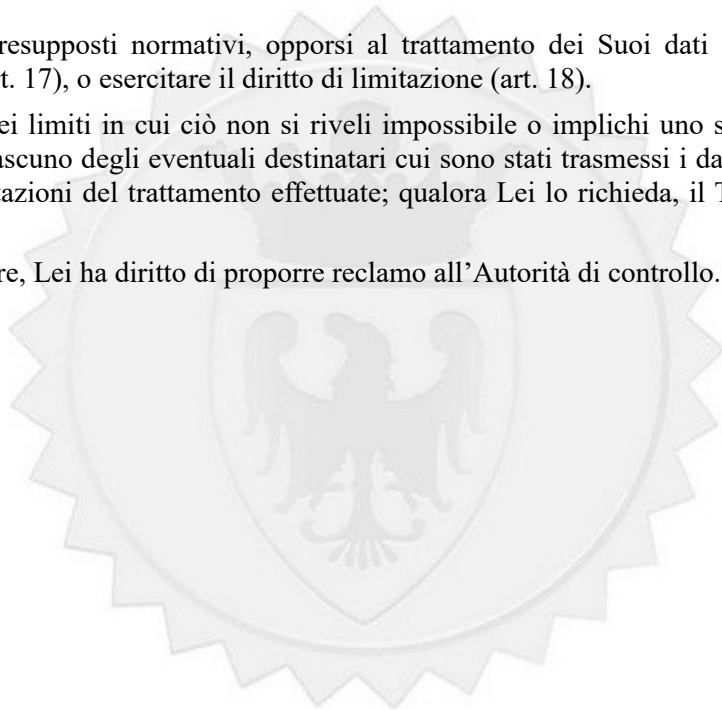 resupposti normativi, opporsi al trattamento dei Suoi dati
t. 17), o esercitare il diritto di limitazione (art. 18).
ei limiti in cui ciò non si riveli impossibile o implichi uno s
ascuno degli eventuali destinatari cui sono stati trasmessi i da
tazioni del trattamento effettuate; qualora Lei lo richieda, il T
re, Lei ha diritto di proporre reclamo all’Autorità di controllo.